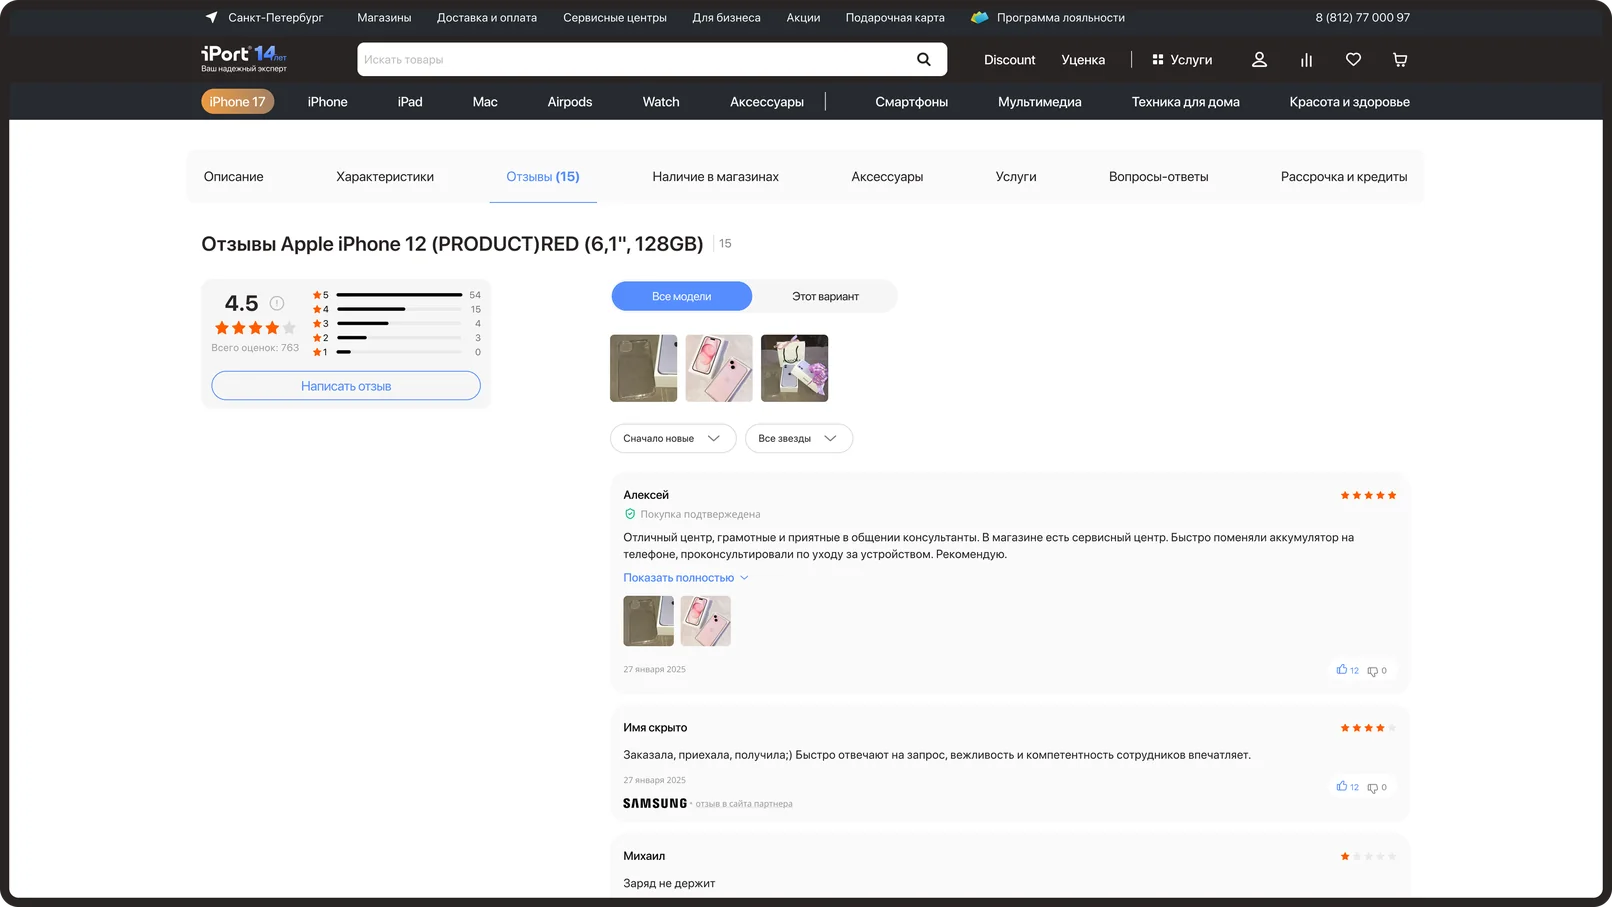 Санкт-Петербург Магазины Доставка и оплата Сервисные центры Для бизнеса Акции Подарочная карта Программа лояльности 8 (812) 77 000 97
iPort 14 лет
Ваш надежный эксперт
Искать товары
Discount Уценка Услуги
iPhone 17 iPhone iPad Mac Airpods Watch Аксессуары Смартфоны Мультимедиа Техника для дома Красота и здоровье
Описание Характеристики Отзывы (15) Наличие в магазинах Аксессуары Услуги Вопросы-ответы Рассрочка и кредиты
Отзывы Apple iPhone 12 (PRODUCT)RED (6,1", 128GB) 15
4.5
Всего оценок: 763
5 54
4 15
3 4
2 3
1 0
Написать отзыв
Все модели Этот вариант
Сначало новые Все звезды
Алексей
Покупка подтвержедена
Отличный центр, грамотные и приятные в общении консультанты. В магазине есть сервисный центр. Быстро поменяли аккумулятор на
телефоне, проконсультировали по уходу за устройством. Рекомендую.
Показать полностью
27 января 2025 12 0
Имя скрыто
Заказала, приехала, получила;) Быстро отвечают на запрос, вежливость и компетентность сотрудников впечатляет.
27 января 2025 12 0
SAMSUNG · отзыв в сайта партнера
Михаил
Заряд не держит